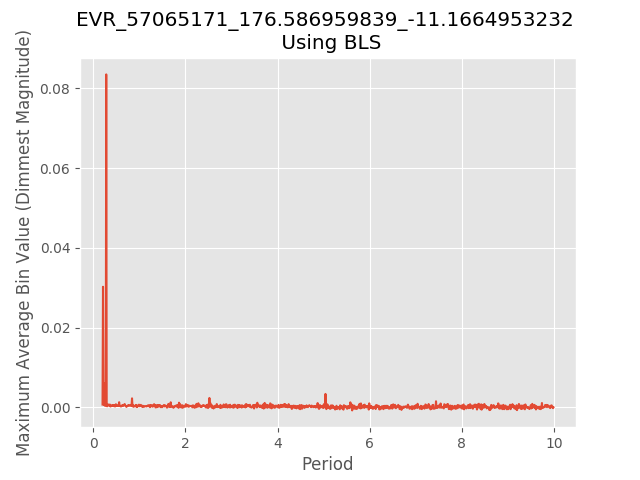 EVR_57065171_176.586959839_-11.1664953232
Using BLS
Maximum Average Bin Value (Dimmest Magnitude)
0.08
0.06
0.04
0.02
0.00
0
2
4
6
8
10
Period